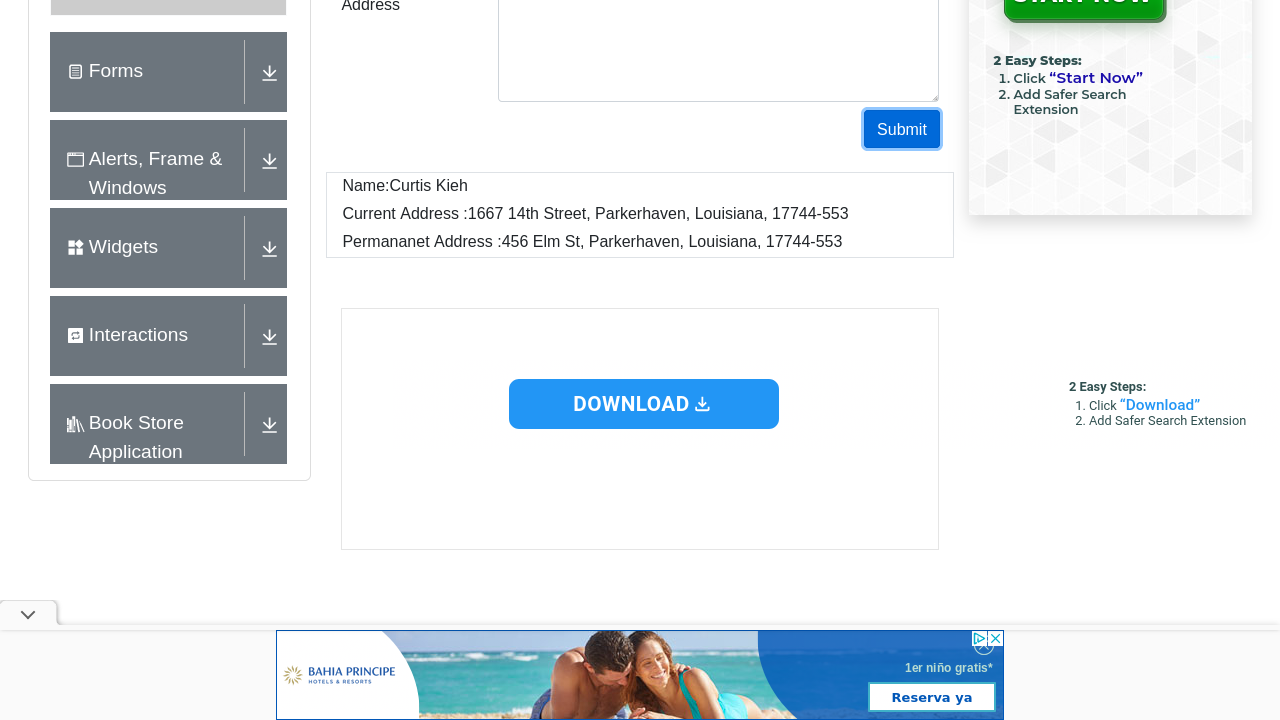 Address
Submit
Name:Curtis Kieh
Current Address :1667 14th Street, Parkerhaven, Louisiana, 17744-553
Permananet Address :456 Elm St, Parkerhaven, Louisiana, 17744-553
Forms
Alerts, Frame &
Windows
Widgets
Interactions
Book Store
Application
DOWNLOAD
START NOW
2 Easy Steps:
1. Click “Start Now”
2. Add Safer Search
Extension
2 Easy Steps:
1. Click “Download”
2. Add Safer Search Extension
BAHIA PRINCIPE
HOTELS & RESORTS
1er niño gratis*
Reserva ya